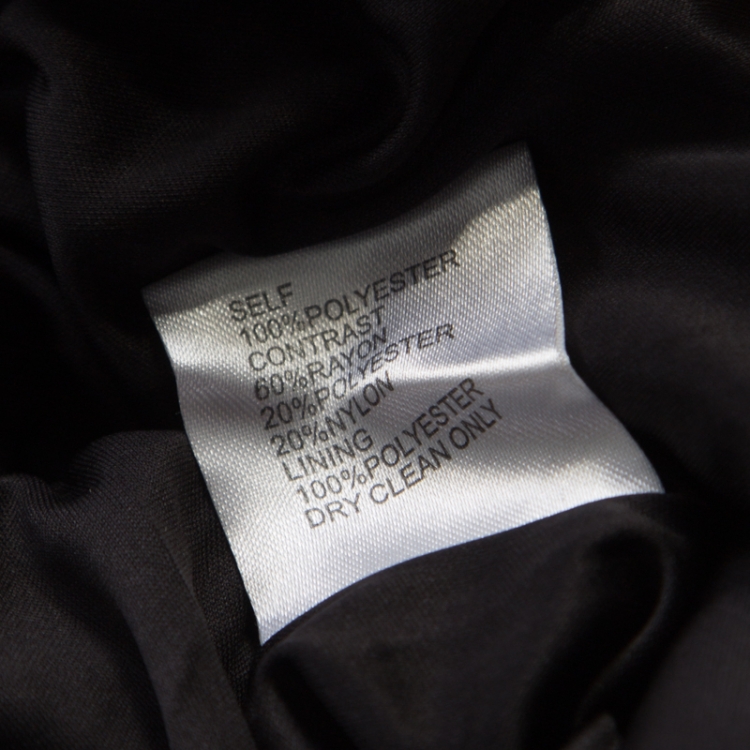 SELF
100%POLYESTER
CONTRAST
60%RAYON
20%POLYESTER
20%NYLON
LINING
100%POLYESTER
DRY CLEAN ONLY